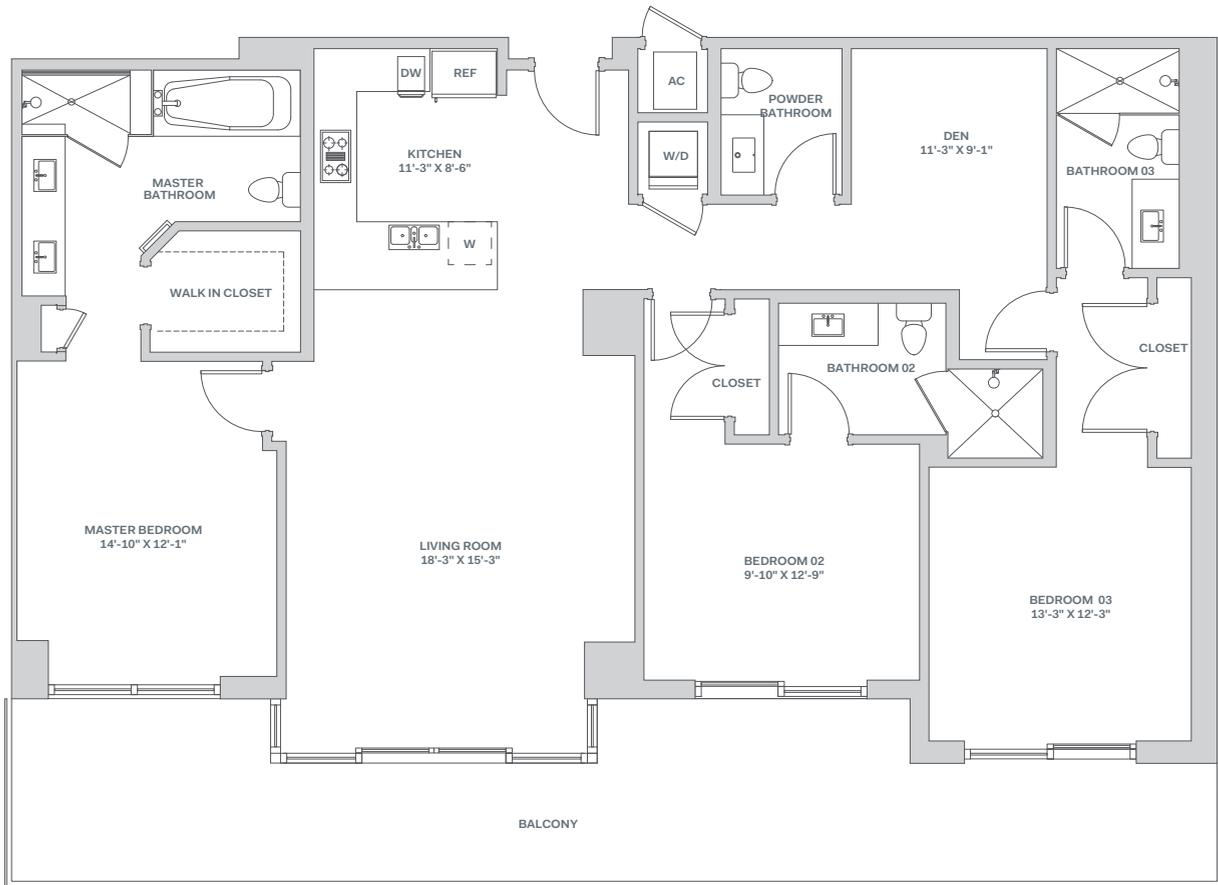 DW
REF
AC
POWDER
BATHROOM
DEN
11'-3" X 9'-1"
KITCHEN
11'-3" X 8'-6"
W/D
BATHROOM 03
MASTER
BATHROOM
W
WALK IN CLOSET
CLOSET
BATHROOM 02
CLOSET
MASTER BEDROOM
14'-10" X 12'-1"
LIVING ROOM
18'-3" X 15'-3"
BEDROOM 02
9'-10" X 12'-9"
BEDROOM 03
13'-3" X 12'-3"
BALCONY